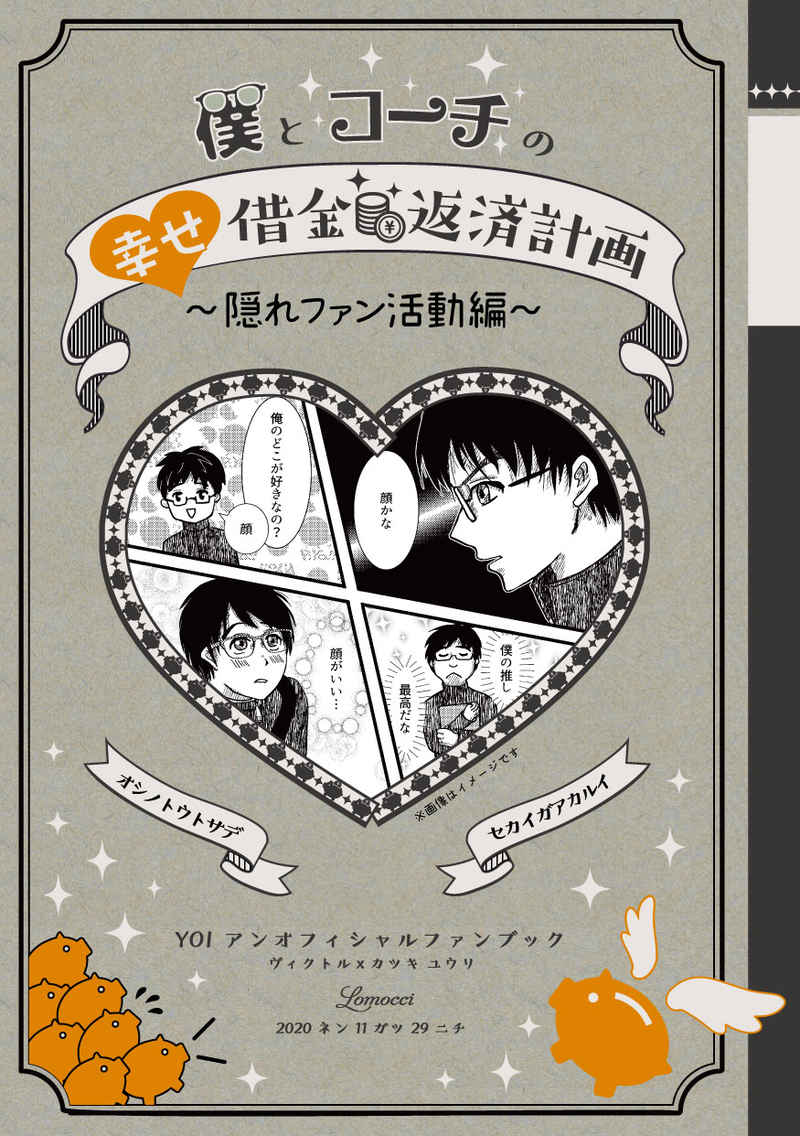 僕とコーチの
幸せ借金返済計画
～隠れファン活動編～
俺のどこが好きなの？
顔
顔かな
顔がいい…
僕の推し
最高だな
※画像はイメージです
オシノトウトサデ
セカイガアカルイ
YOI アンオフィシャルファンブック
ヴィクトル×カツキ ユウリ
Lomocci
2020 ネン 11 ガツ 29 ニチ